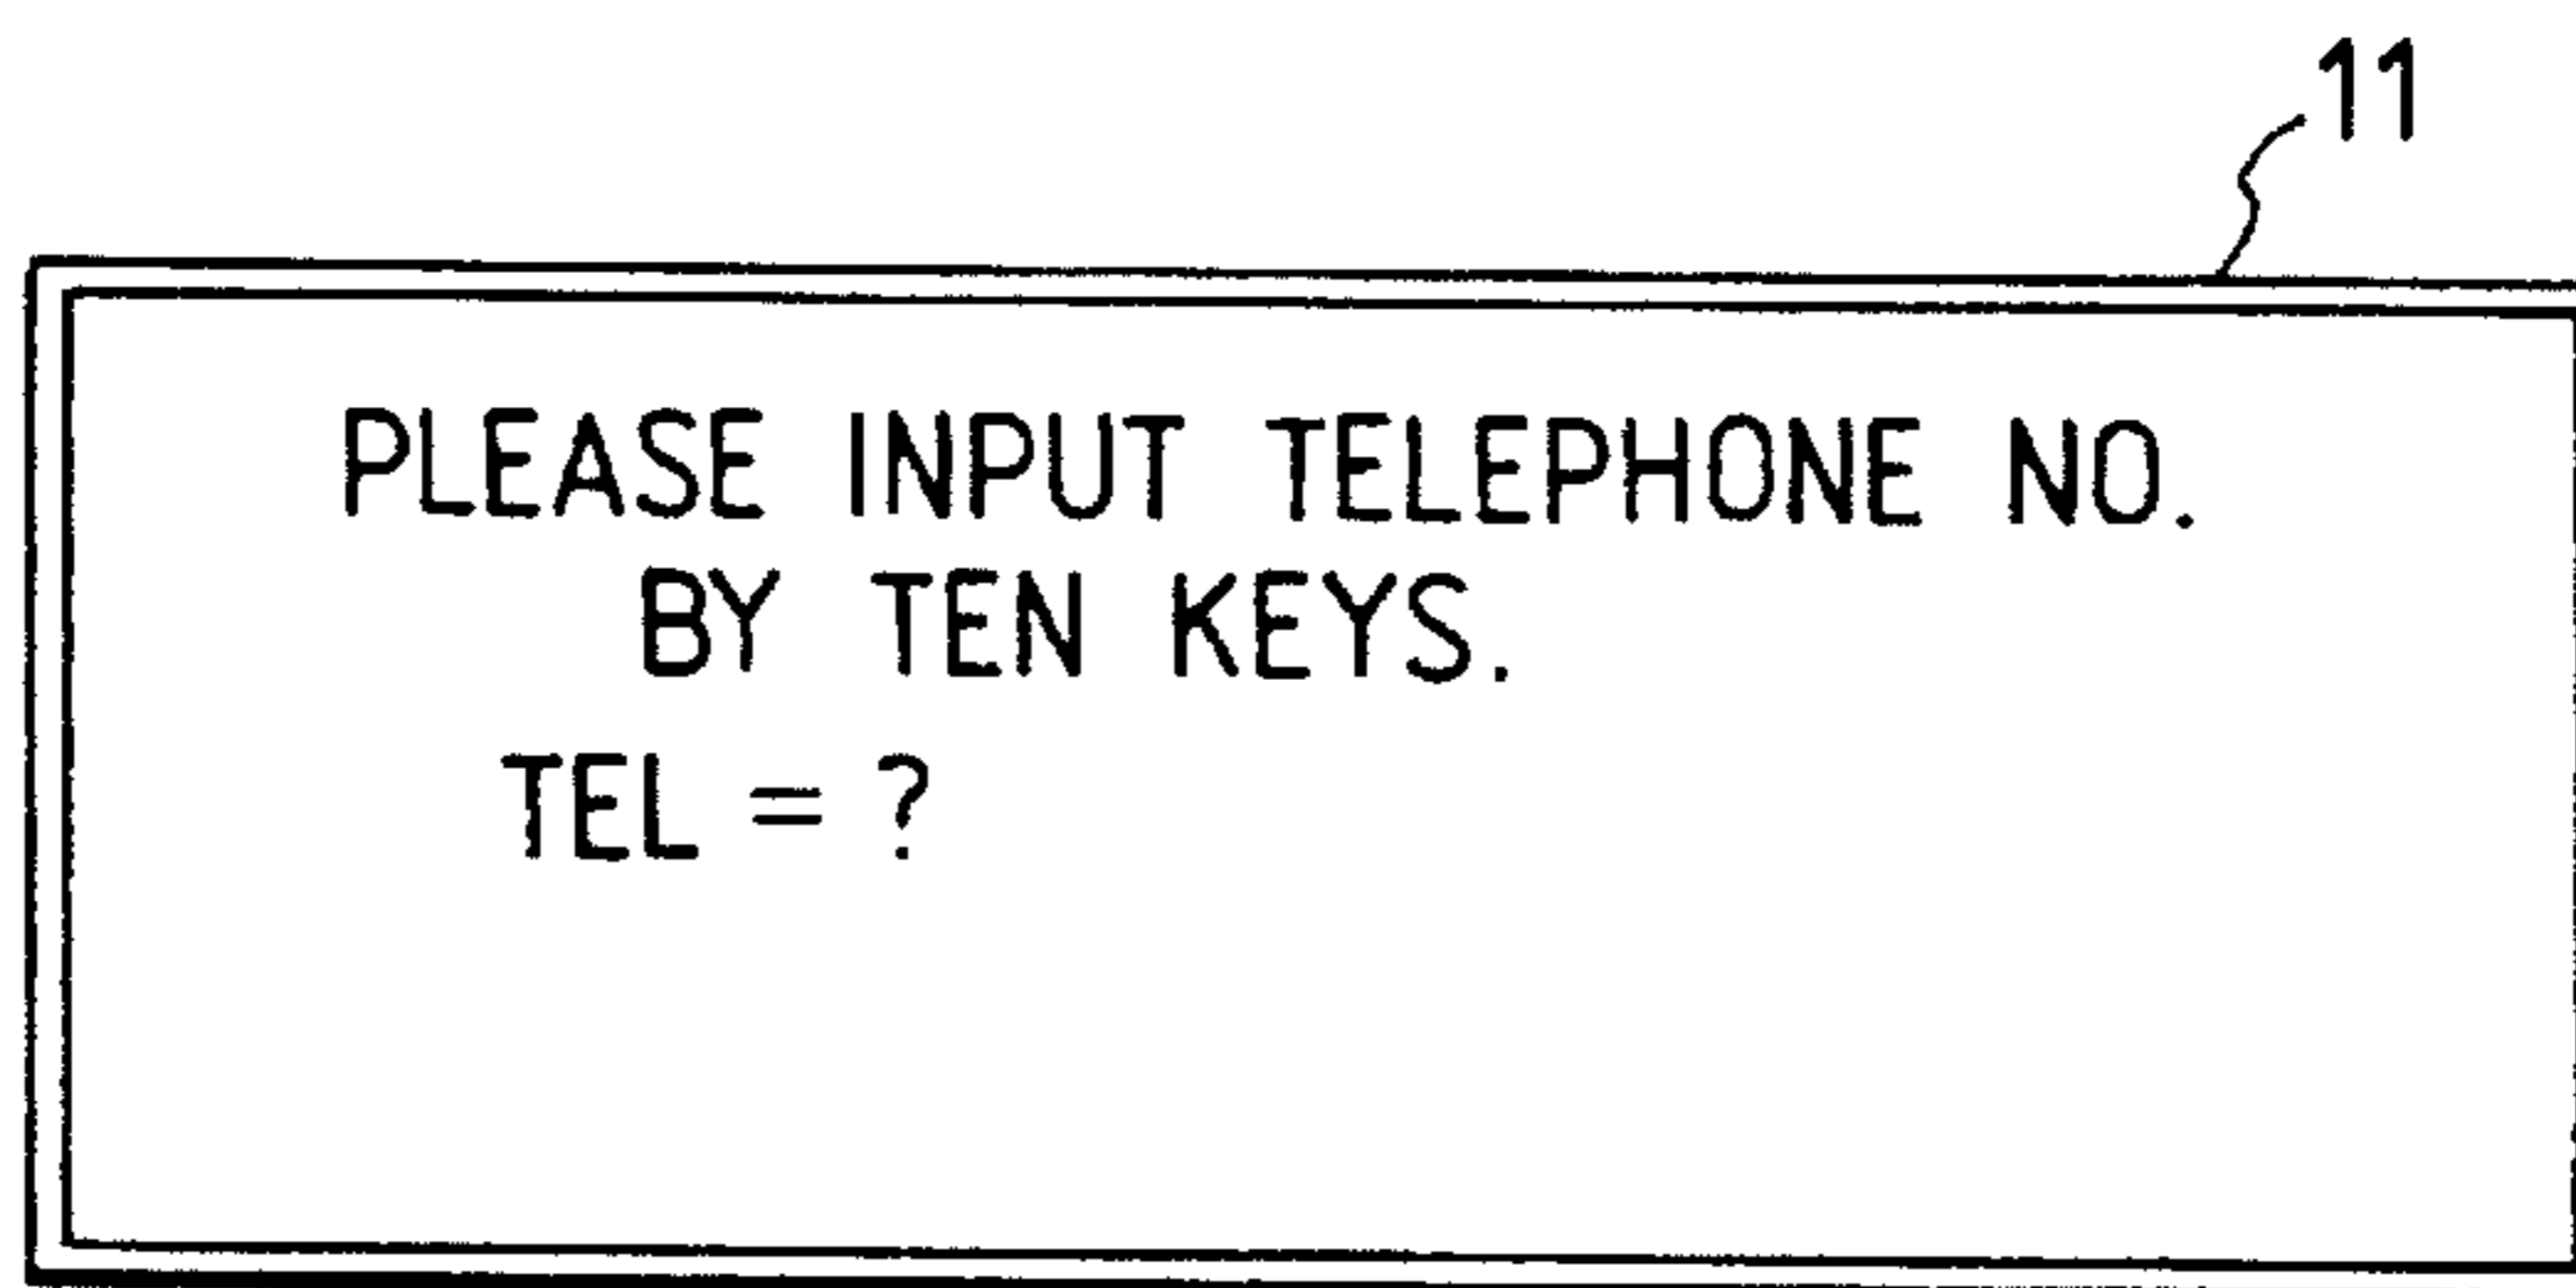 11
PLEASE INPUT TELEPHONE NO.
BY TEN KEYS.
TEL = ?